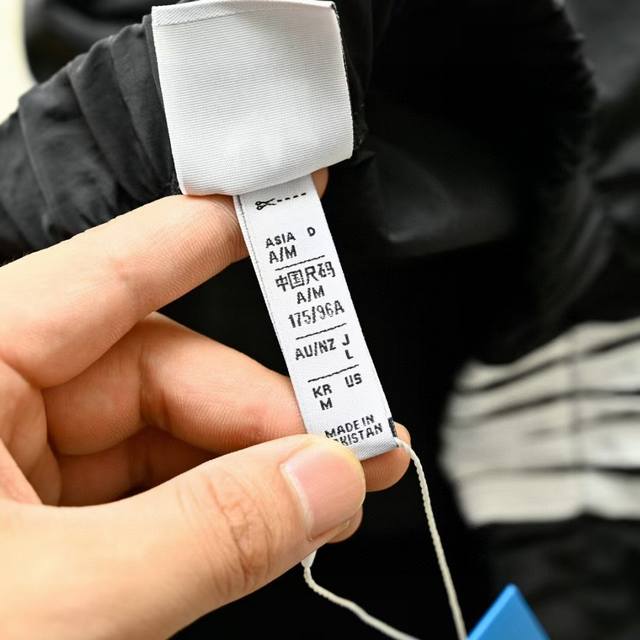 ASIA D
A/M
中国尺码
A/M
175/96A
AU/NZ J
L
KR US
M
MADE IN
KISTAN